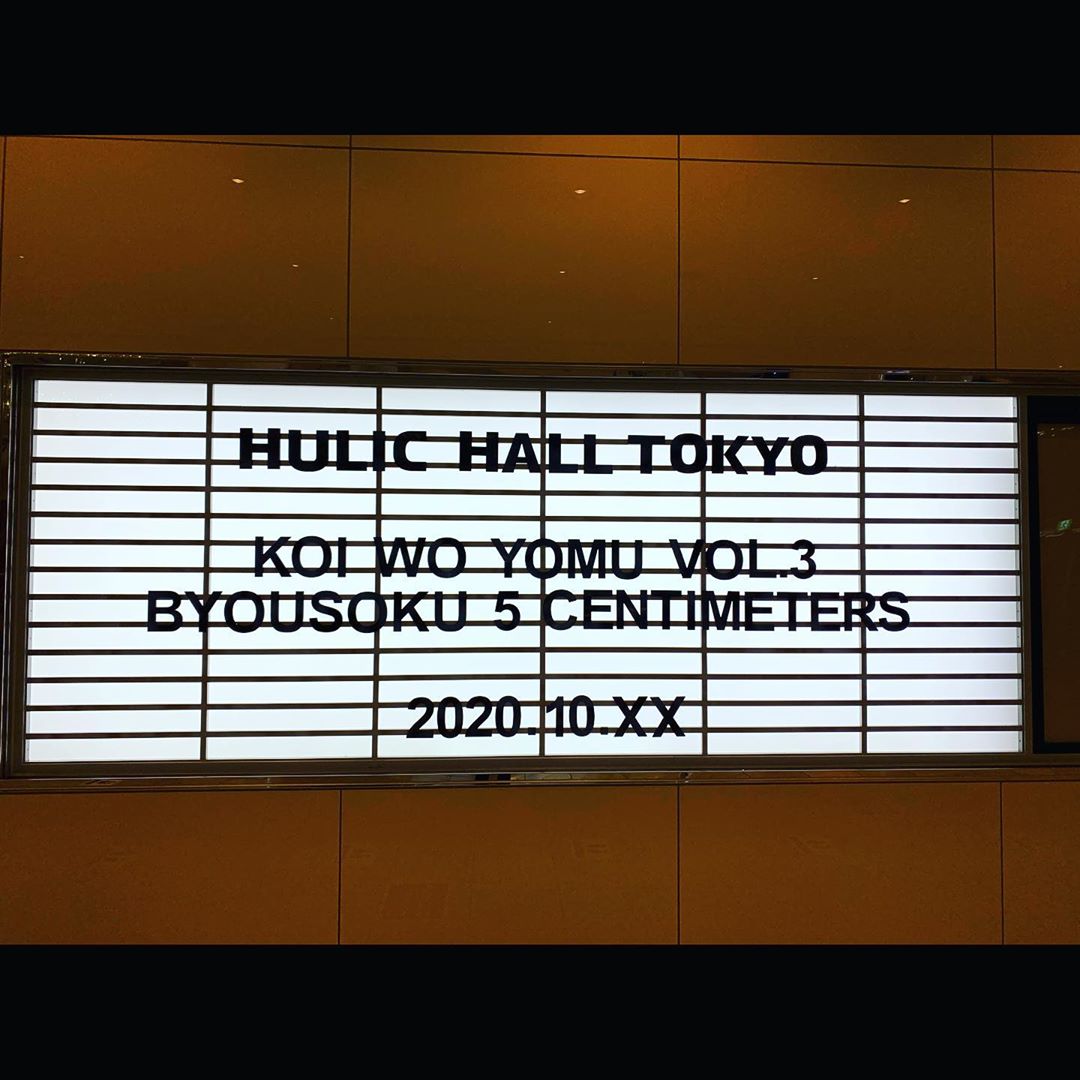 HULIC HALL TOKYO
KOI WO YOMU VOL.3
BYOUSOKU 5 CENTIMETERS
2020.10.XX